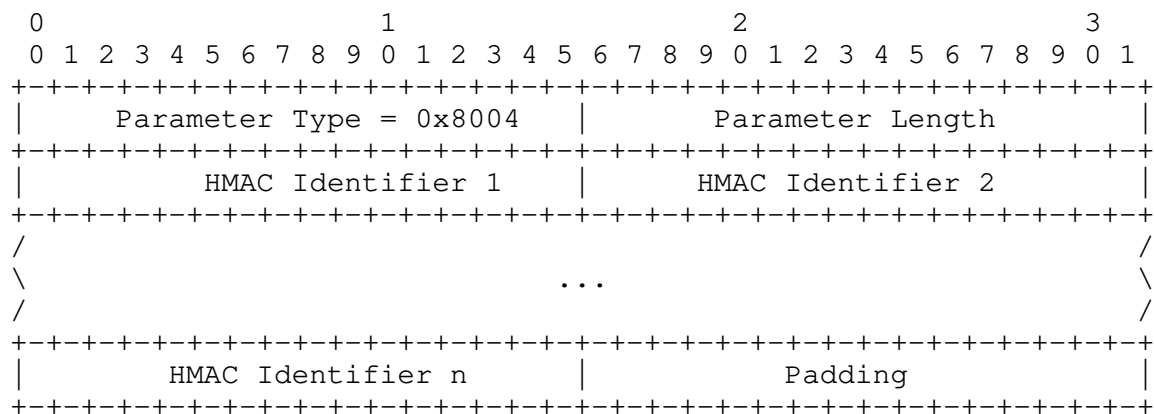 0                   1                   2                   3
 0 1 2 3 4 5 6 7 8 9 0 1 2 3 4 5 6 7 8 9 0 1 2 3 4 5 6 7 8 9 0 1
+-+-+-+-+-+-+-+-+-+-+-+-+-+-+-+-+-+-+-+-+-+-+-+-+-+-+-+-+-+-+-+-+
|     Parameter Type = 0x8004   |       Parameter Length        |
+-+-+-+-+-+-+-+-+-+-+-+-+-+-+-+-+-+-+-+-+-+-+-+-+-+-+-+-+-+-+-+-+
|          HMAC Identifier 1    |      HMAC Identifier 2        |
+-+-+-+-+-+-+-+-+-+-+-+-+-+-+-+-+-+-+-+-+-+-+-+-+-+-+-+-+-+-+-+-+
/                                                               /
\                              ...                              \
/                                                               /
+-+-+-+-+-+-+-+-+-+-+-+-+-+-+-+-+-+-+-+-+-+-+-+-+-+-+-+-+-+-+-+-+
|        HMAC Identifier n      |           Padding             |
+-+-+-+-+-+-+-+-+-+-+-+-+-+-+-+-+-+-+-+-+-+-+-+-+-+-+-+-+-+-+-+-+